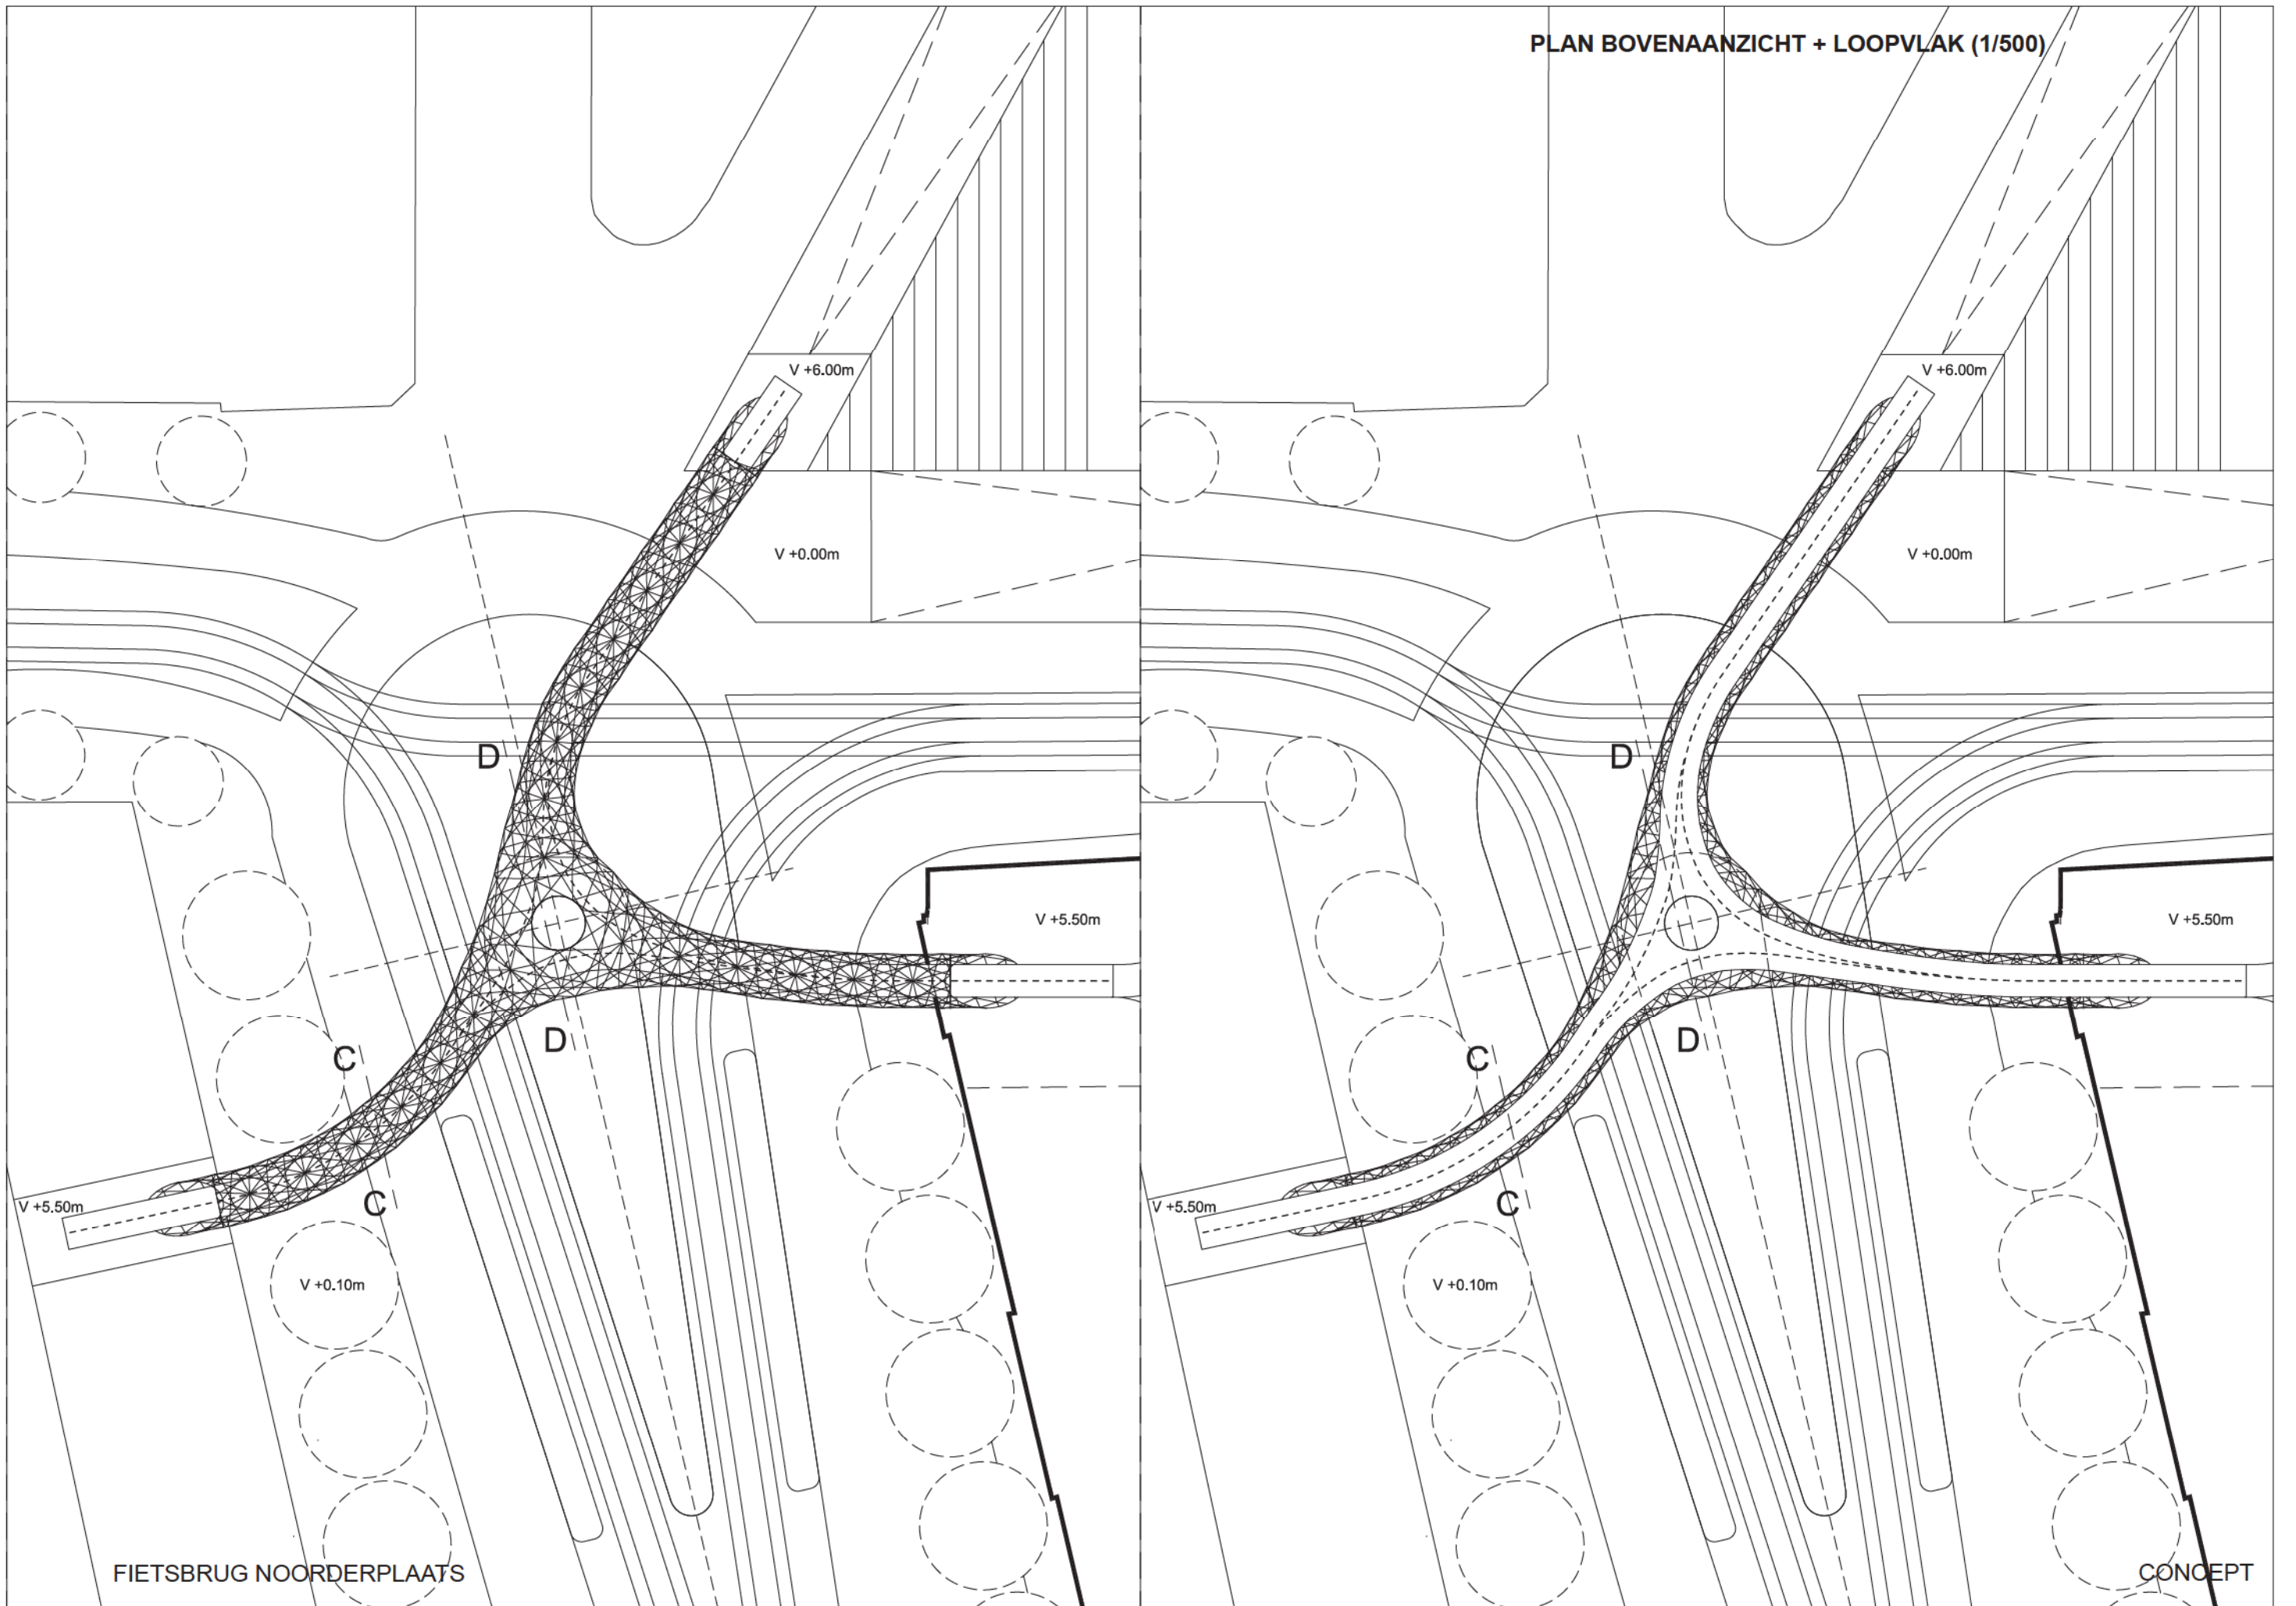 PLAN BOVENAANZICHT + LOOPVLAK (1/500)
V +6.00m
V +0.00m
D
V +5.50m
D
C
C
V +5.50m
V +0.10m
FIETSBRUG NOORDERPLAATS
V +6.00m
V +0.00m
D
V +5.50m
D
C
C
V +5.50m
V +0.10m
CONCEPT